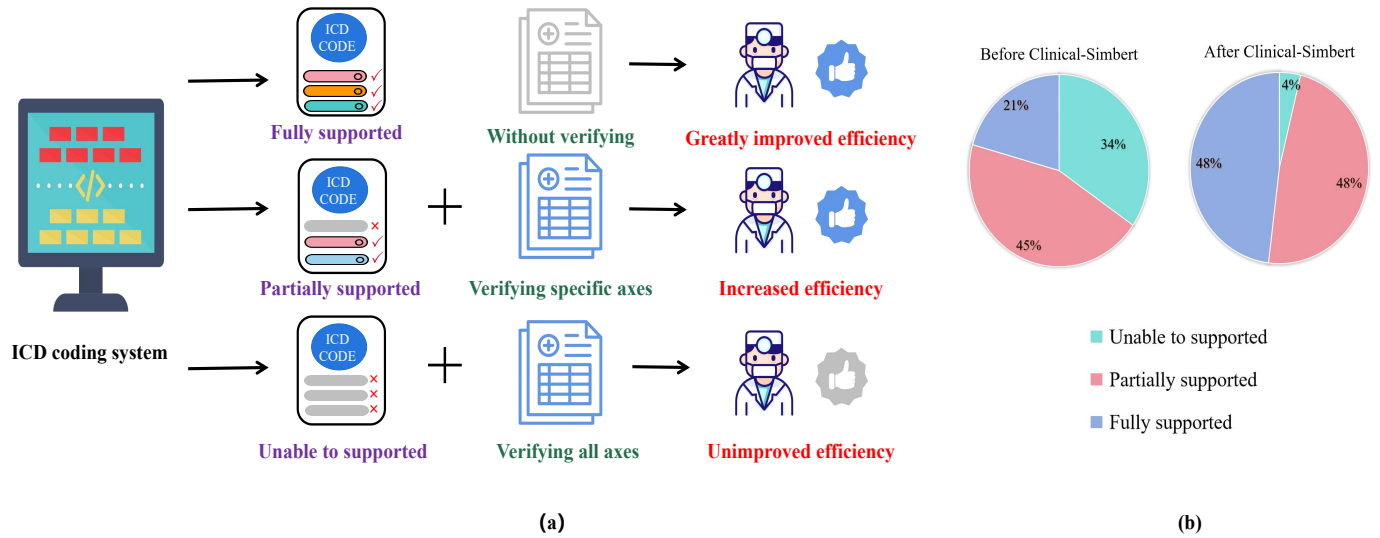 ICD
CODE
Fully supported
Without verifying
Greatly improved efficiency
ICD
CODE
Partially supported
Verifying specific axes
Increased efficiency
ICD coding system
ICD
CODE
Unable to supported
Verifying all axes
Unimproved efficiency
(a)
Before Clinical-Simbert
21%
34%
45%
After Clinical-Simbert
4%
48%
48%
Unable to supported
Partially supported
Fully supported
(b)